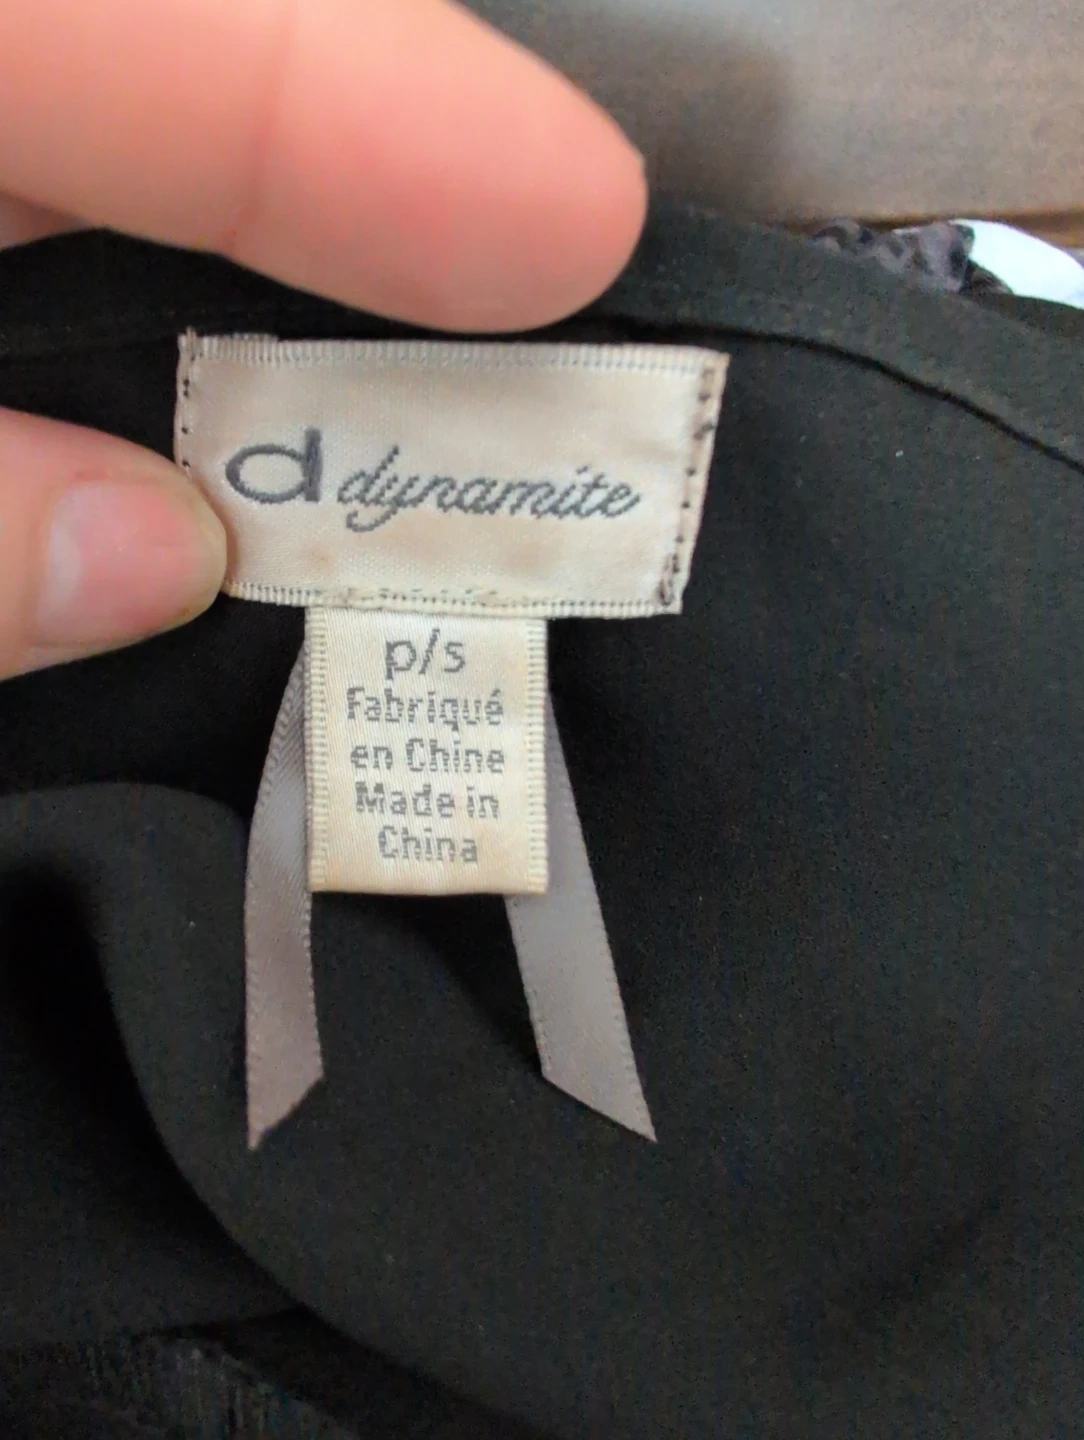 d dynamite
p/s
Fabriqué
en Chine
Made in
China